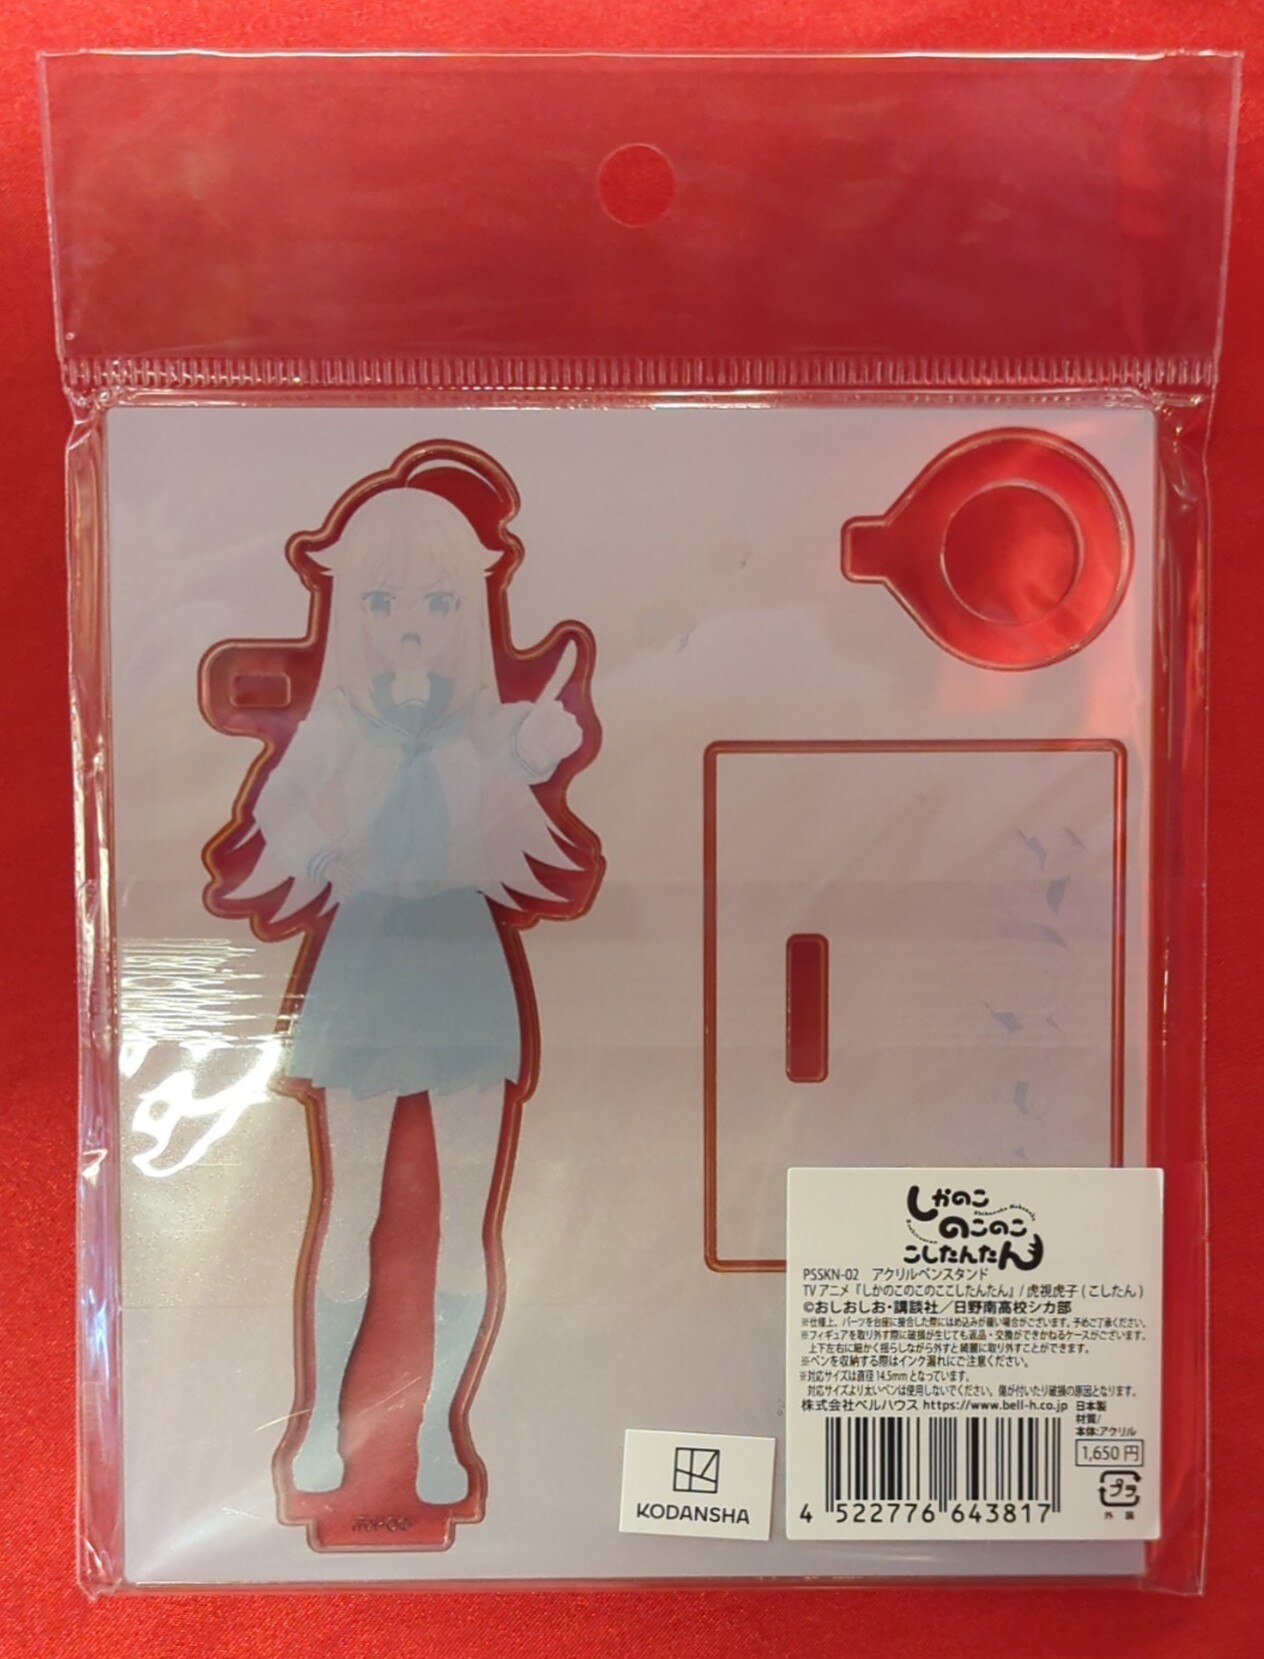 しかのこ
のこのこ
こしたんたん
PSSKN-02　アクリルペンスタンド
TVアニメ『しかのこのこのここしたんたん』/ 虎視虎子 ( こしたん )
©おしおしお・講談社／日野南高校シカ部
※仕様上、パーツを台座に接合した際にはめ込みが緩い場合がございます。予めご了承ください。
※フィギュアを取り外す際に破損が生じても返品・交換ができかねるケースがございます。
上下左右に細かく揺らしながら外すと綺麗に取り外すことができます。
※ペンを収納する際はインク漏れにご注意ください。
※対応サイズは直径14.5mmとなっています。
対応サイズより太いペンは使用しないでください。傷が付いたり破損の原因となります。
株式会社ベルハウス https://www.bell-h.co.jp
日本製
材質/
本体:アクリル
1,650 円
プラ
外装
4 522776 643817
KODANSHA